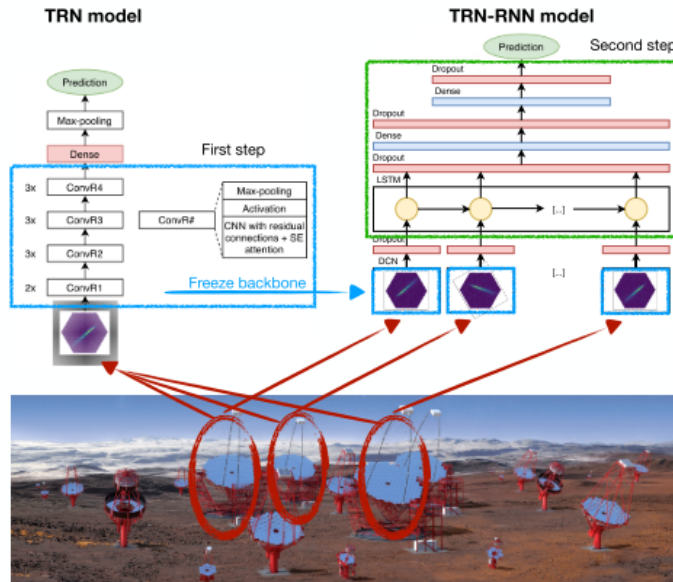 TRN model
Prediction
Max-pooling
Dense
First step
3x
ConvR4
3x
ConvR3
3x
ConvR2
2x
ConvR1
ConvR#
Max-pooling
Activation
CNN with residual
connections + SE
attention
Freeze backbone
TRN-RNN model
Prediction
Second step
Dropout
Dense
Dropout
Dense
Dropout
LSTM
[...]
Dropout
DCN
[...]